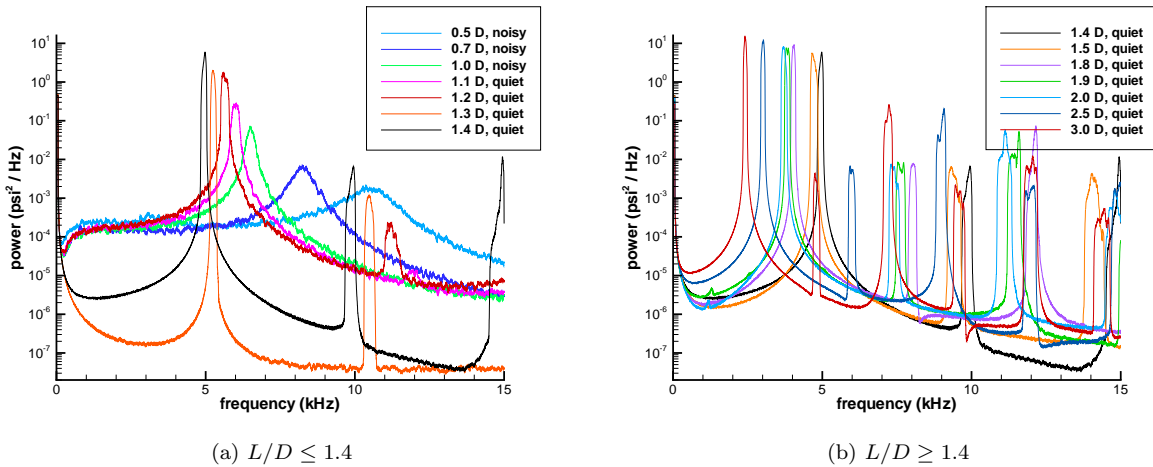 0.5 D, noisy
0.7 D, noisy
1.0 D, noisy
1.1 D, quiet
1.2 D, quiet
1.3 D, quiet
1.4 D, quiet
power (psi² / Hz)
10¹
10⁰
10⁻¹
10⁻²
10⁻³
10⁻⁴
10⁻⁵
10⁻⁶
10⁻⁷
0 5 10 15
frequency (kHz)
(a) L/D ≤ 1.4
1.4 D, quiet
1.5 D, quiet
1.8 D, quiet
1.9 D, quiet
2.0 D, quiet
2.5 D, quiet
3.0 D, quiet
power (psi² / Hz)
10¹
10⁰
10⁻¹
10⁻²
10⁻³
10⁻⁴
10⁻⁵
10⁻⁶
10⁻⁷
0 5 10 15
frequency (kHz)
(b) L/D ≥ 1.4